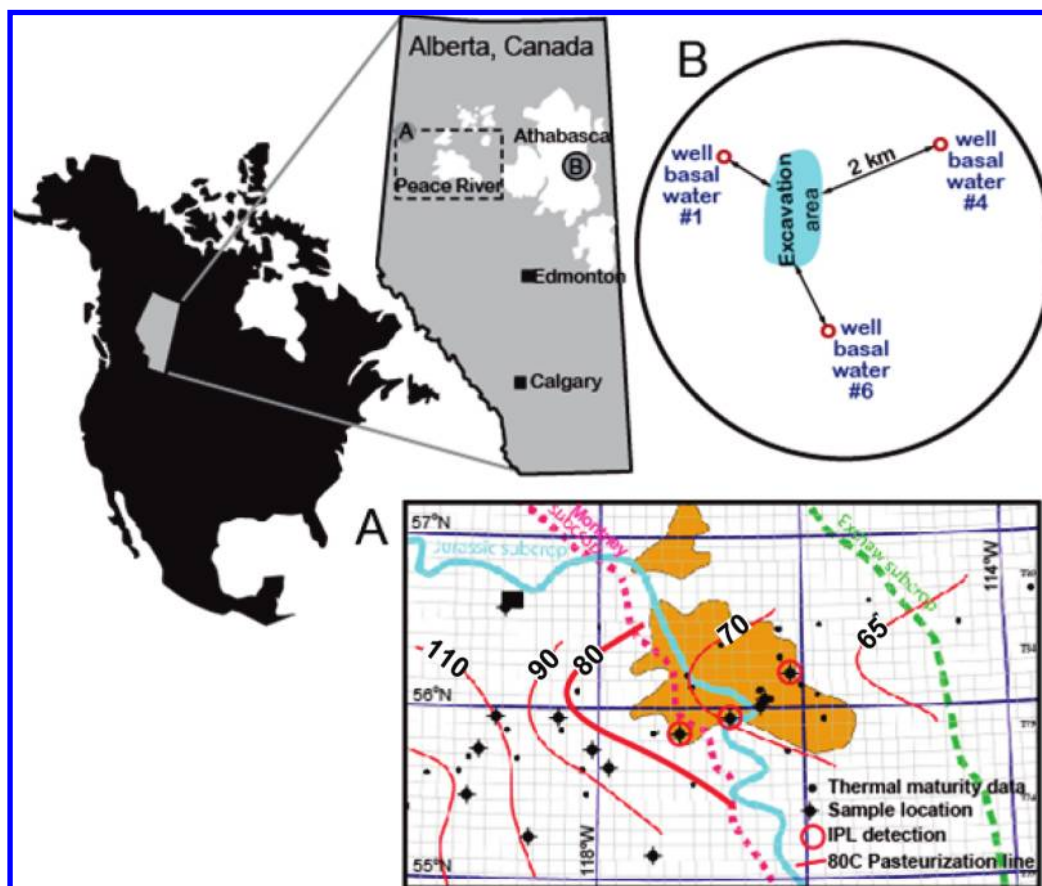 Alberta, Canada
A
Athabasca
B
Peace River
Edmonton
Calgary
B
well
basal
water
#1
2 km
well
basal
water
#4
Excavation
area
well
basal
water
#6
A
57°N
Montney
subcrop
Jurassic subcrop
Exshaw subcrop
114°W
110
90
80
70
65
56°N
118°W
55°N
Thermal maturity data
Sample location
IPL detection
80C Pasteurization line